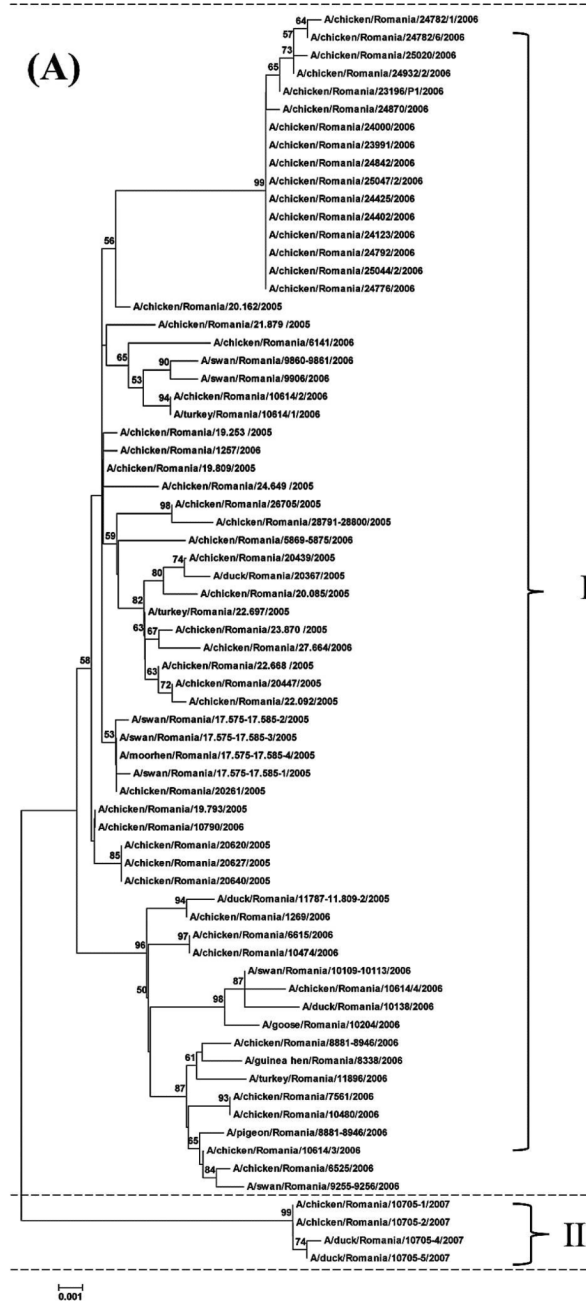 (A)
64
A/chicken/Romania/24782/1/2006
57
A/chicken/Romania/24782/6/2006
73
A/chicken/Romania/25020/2006
65
A/chicken/Romania/24932/2/2006
A/chicken/Romania/23196/P1/2006
A/chicken/Romania/24870/2006
A/chicken/Romania/24000/2006
A/chicken/Romania/23991/2006
A/chicken/Romania/24842/2006
99
A/chicken/Romania/25047/2/2006
A/chicken/Romania/24425/2006
A/chicken/Romania/24402/2006
A/chicken/Romania/24123/2006
56
A/chicken/Romania/24792/2006
A/chicken/Romania/25044/2/2006
A/chicken/Romania/24776/2006
A/chicken/Romania/20.162/2005
A/chicken/Romania/21.879 /2005
A/chicken/Romania/6141/2006
65
90
A/swan/Romania/9860-9861/2006
53
A/swan/Romania/9906/2006
94
A/chicken/Romania/10614/2/2006
A/turkey/Romania/10614/1/2006
A/chicken/Romania/19.253 /2005
A/chicken/Romania/1257/2006
A/chicken/Romania/19.809/2005
A/chicken/Romania/24.649 /2005
98
A/chicken/Romania/26705/2005
A/chicken/Romania/28791-28800/2005
59
A/chicken/Romania/5869-5875/2006
74
A/chicken/Romania/20439/2005
80
A/duck/Romania/20367/2005
A/chicken/Romania/20.085/2005
82
A/turkey/Romania/22.697/2005
63
67
A/chicken/Romania/23.870 /2005
A/chicken/Romania/27.664/2006
58
63
A/chicken/Romania/22.668 /2005
72
A/chicken/Romania/20447/2005
A/chicken/Romania/22.092/2005
A/swan/Romania/17.575-17.585-2/2005
53
A/swan/Romania/17.575-17.585-3/2005
A/moorhen/Romania/17.575-17.585-4/2005
A/swan/Romania/17.575-17.585-1/2005
A/chicken/Romania/20261/2005
A/chicken/Romania/19.793/2005
A/chicken/Romania/10790/2006
A/chicken/Romania/20620/2005
85
A/chicken/Romania/20627/2005
A/chicken/Romania/20640/2005
94
A/duck/Romania/11787-11.809-2/2005
A/chicken/Romania/1269/2006
96
97
A/chicken/Romania/6615/2006
A/chicken/Romania/10474/2006
87
A/swan/Romania/10109-10113/2006
50
98
A/chicken/Romania/10614/4/2006
A/duck/Romania/10138/2006
A/goose/Romania/10204/2006
A/chicken/Romania/8881-8946/2006
61
A/guinea hen/Romania/8338/2006
A/turkey/Romania/11896/2006
87
93
A/chicken/Romania/7561/2006
A/chicken/Romania/10480/2006
A/pigeon/Romania/8881-8946/2006
65
A/chicken/Romania/10614/3/2006
84
A/chicken/Romania/6525/2006
A/swan/Romania/9255-9256/2006
I
99
A/chicken/Romania/10705-1/2007
A/chicken/Romania/10705-2/2007
74
A/duck/Romania/10705-4/2007
A/duck/Romania/10705-5/2007
II
0.001